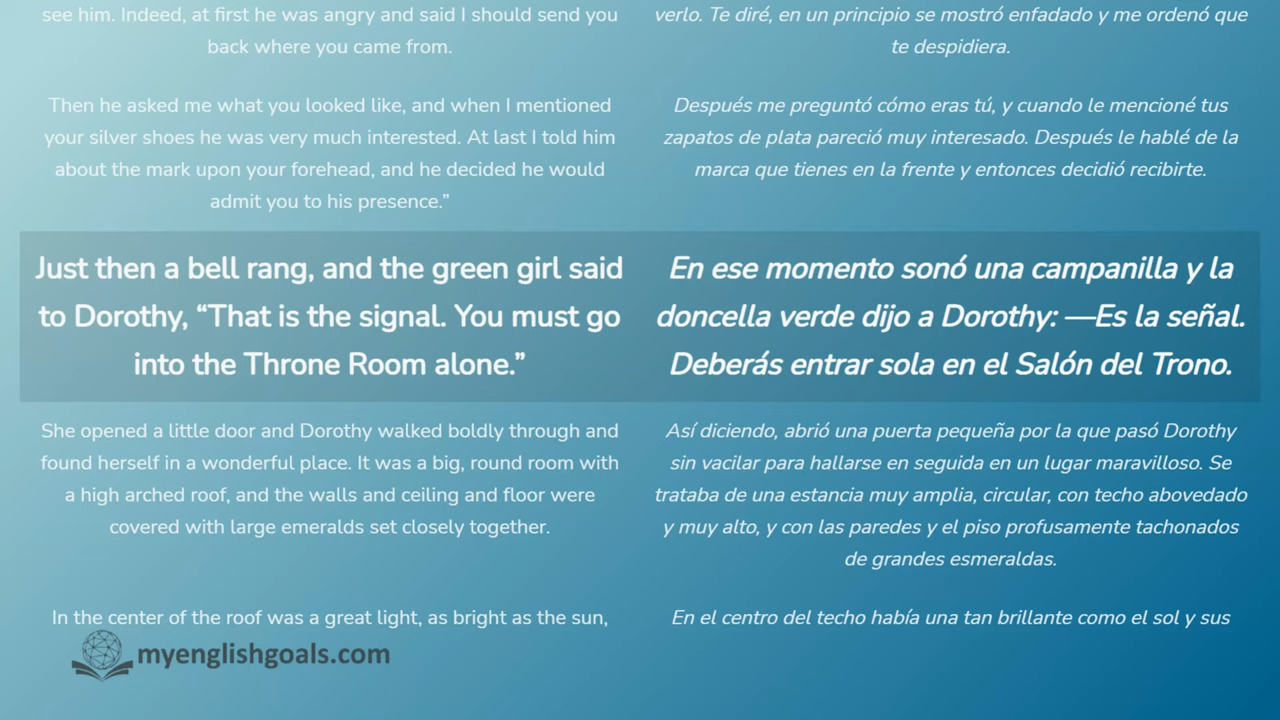 see him. Indeed, at first he was angry and said I should send you
back where you came from.
Then he asked me what you looked like, and when I mentioned
your silver shoes he was very much interested. At last I told him
about the mark upon your forehead, and he decided he would
admit you to his presence.”
Just then a bell rang, and the green girl said
to Dorothy, “That is the signal. You must go
into the Throne Room alone.”
She opened a little door and Dorothy walked boldly through and
found herself in a wonderful place. It was a big, round room with
a high arched roof, and the walls and ceiling and floor were
covered with large emeralds set closely together.
In the center of the roof was a great light, as bright as the sun,
verlo. Te diré, en un principio se mostró enfadado y me ordenó que
te despidiera.
Después me preguntó cómo eras tú, y cuando le mencioné tus
zapatos de plata pareció muy interesado. Después le hablé de la
marca que tienes en la frente y entonces decidió recibirte.
En ese momento sonó una campanilla y la
doncella verde dijo a Dorothy: —Es la señal.
Deberás entrar sola en el Salón del Trono.
Así diciendo, abrió una puerta pequeña por la que pasó Dorothy
sin vacilar para hallarse en seguida en un lugar maravilloso. Se
trataba de una estancia muy amplia, circular, con techo abovedado
y muy alto, y con las paredes y el piso profusamente tachonados
de grandes esmeraldas.
En el centro del techo había una tan brillante como el sol y sus
myenglishgoals.com